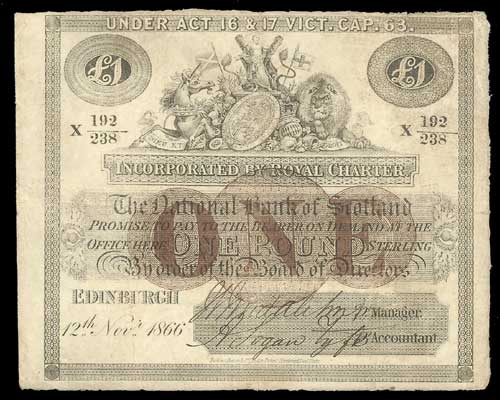 UNDER ACT 16 & 17 VICT. CAP. 63.
£1 £1
X 192/238 X 192/238
INCORPORATED BY ROYAL CHARTER
The National Bank of Scotland
PROMISE TO PAY TO THE BEARER ON DEMAND AT THE
OFFICE HERE ONE POUND STERLING
ONE
By order of the Board of Directors
EDINBURGH
Manager.
12th Novr. 1866
Accountant.